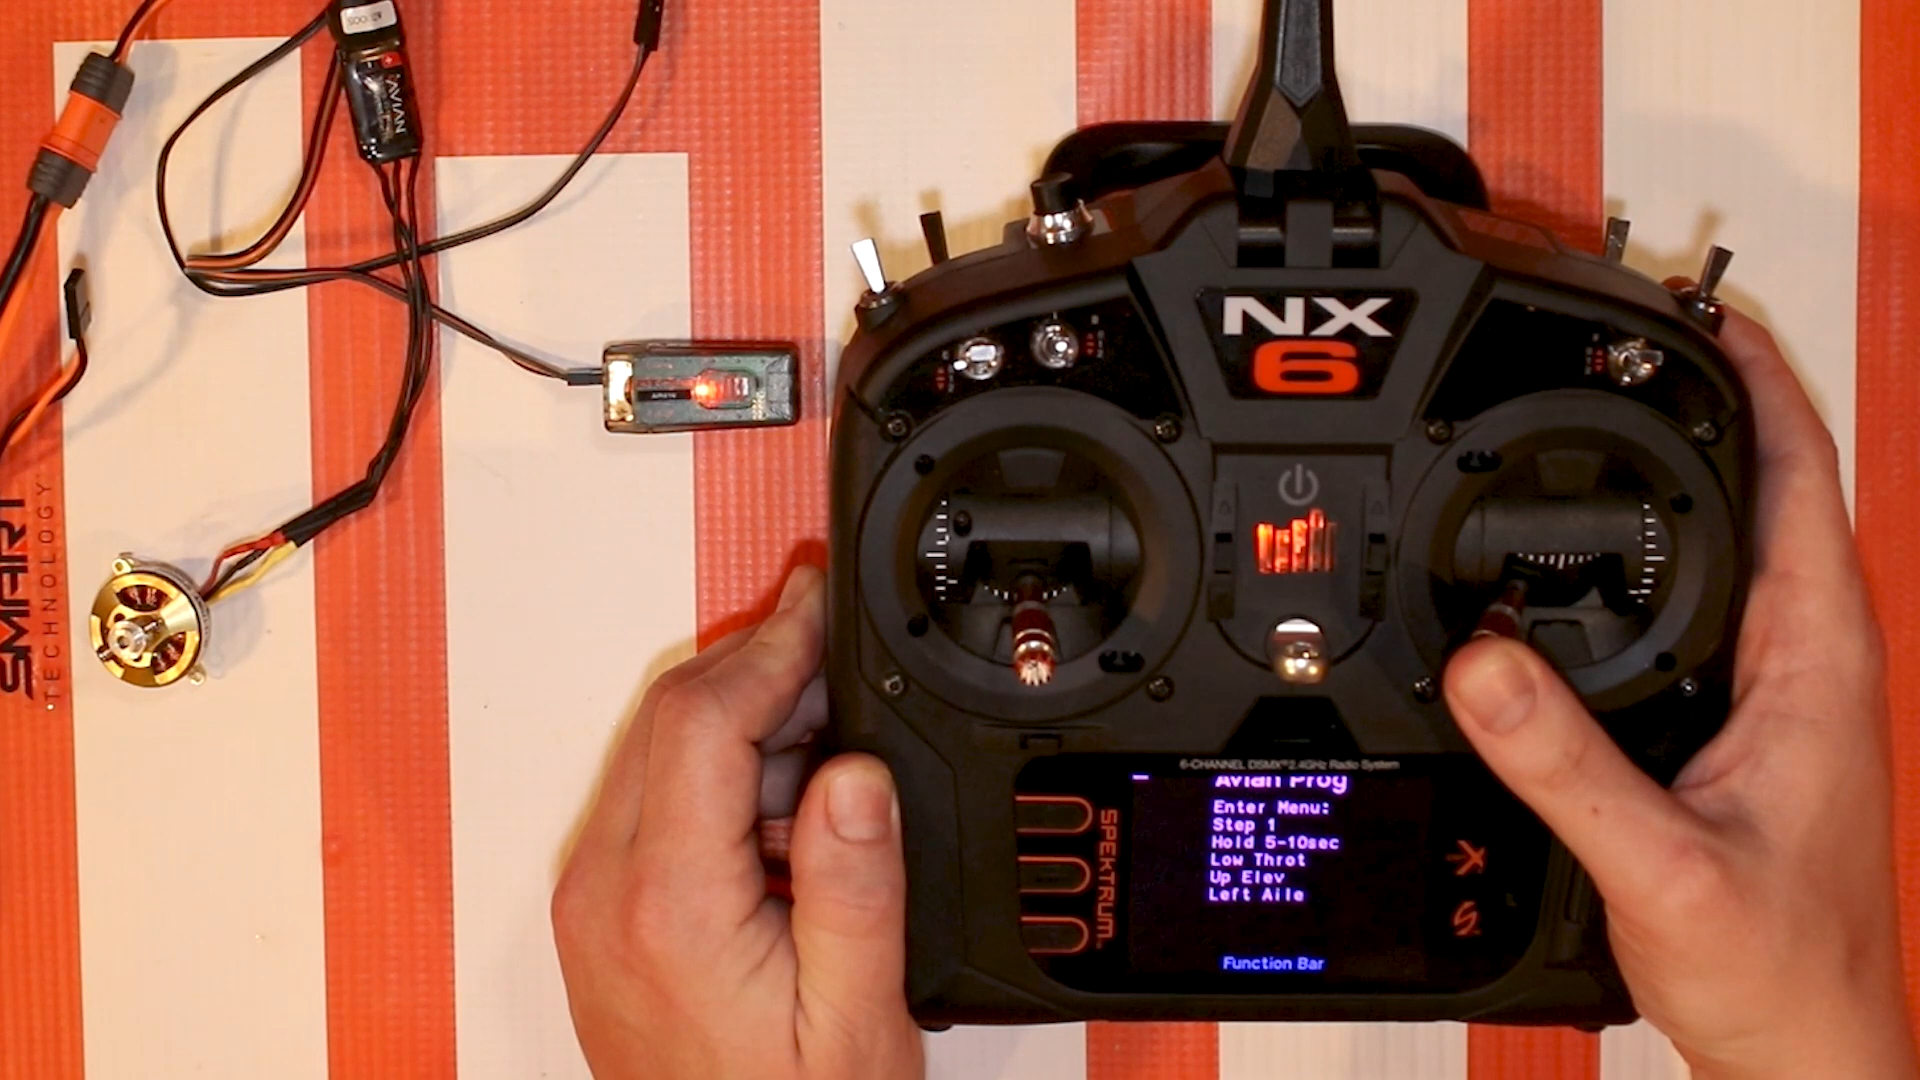 AVIAN
NX
6
SMART
TECHNOLOGY
6-CHANNEL DSMX® 2.4GHz Radio System
SPEKTRUM
Avian Prog
Enter Menu:
Step 1
Hold 5-10sec
Low Throt
Up Elev
Left Aile
Function Bar